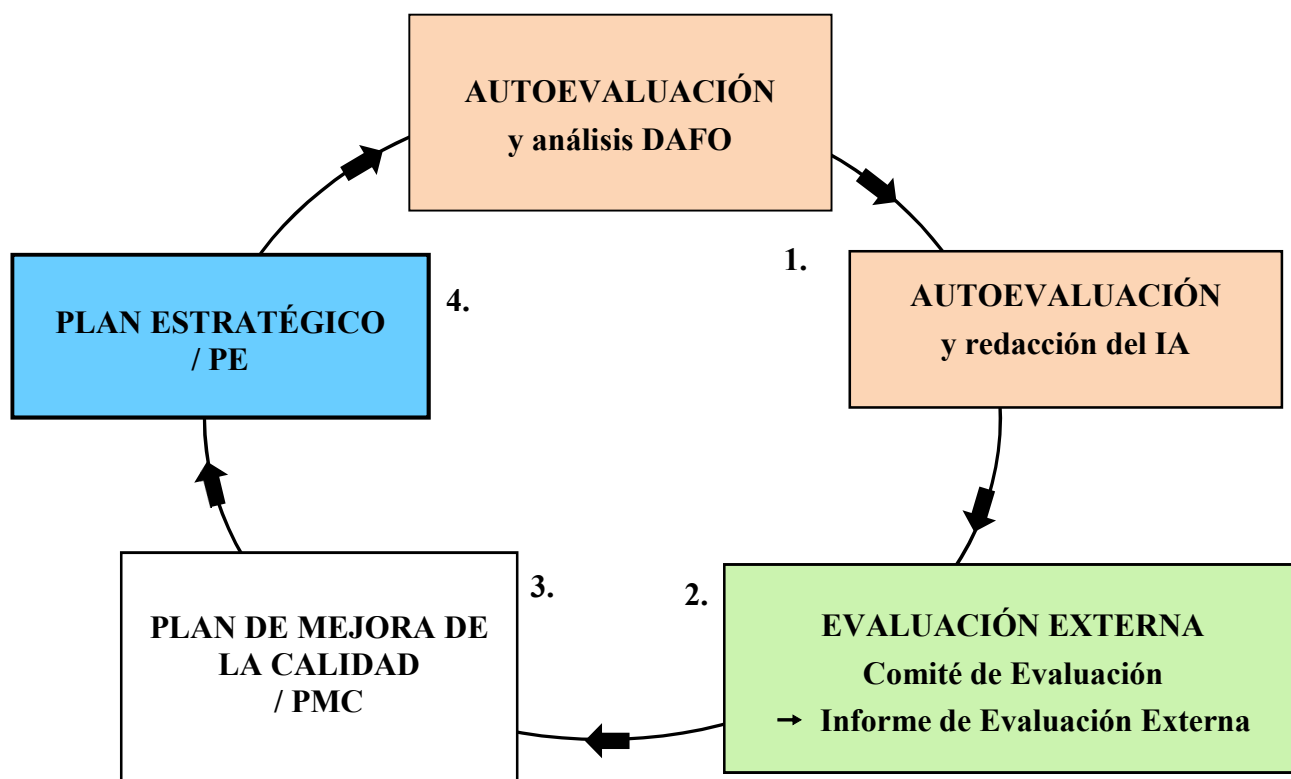 AUTOEVALUACIÓN
y análisis DAFO
1.
AUTOEVALUACIÓN
y redacción del IA
2.
EVALUACIÓN EXTERNA
Comité de Evaluación
→ Informe de Evaluación Externa
3.
PLAN DE MEJORA DE
LA CALIDAD
/ PMC
4.
PLAN ESTRATÉGICO
/ PE